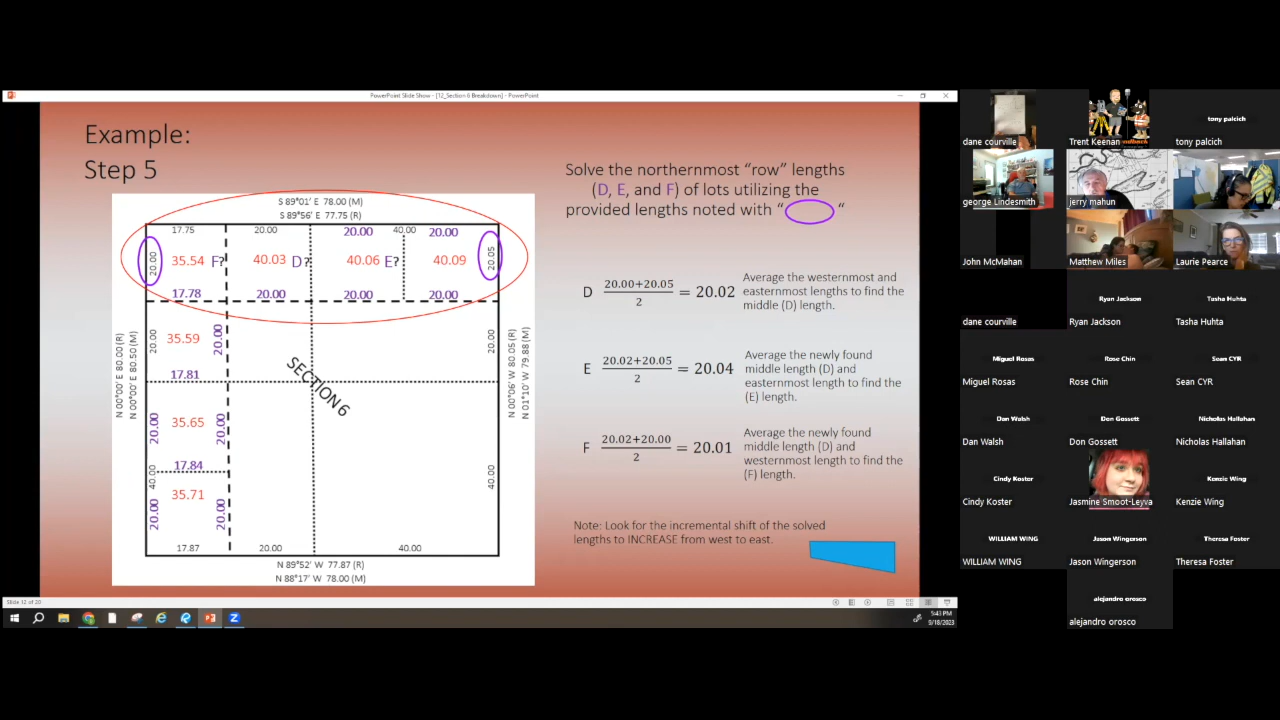 PowerPoint Slide Show - [12_Section 6 Breakdown] - PowerPoint
Example:
Step 5
S 89°01' E 78.00 (M)
S 89°56' E 77.75 (R)
17.75 20.00 20.00 40.00 20.00
20.00 35.54 F? 40.03 D? 40.06 E? 40.09 20.05
17.78 20.00 20.00 20.00
20.00 35.59 20.00 20.00
17.81
SECTION 6
N 00°00' E 80.00 (R)
N 00°00' E 80.50 (M)
N 00°06' W 80.05 (R)
N 01°10' W 79.88 (M)
20.00 35.65 20.00
17.84
40.00 40.00
35.71
20.00 20.00
17.87 20.00 40.00
N 89°52' W 77.87 (R)
N 88°17' W 78.00 (M)
Solve the northernmost “row” lengths
(D, E, and F) of lots utilizing the
provided lengths noted with “ “
D 20.00+20.05 / 2 = 20.02
Average the westernmost and
easternmost lengths to find the
middle (D) length.
E 20.02+20.05 / 2 = 20.04
Average the newly found
middle length (D) and
easternmost length to find the
(E) length.
F 20.02+20.00 / 2 = 20.01
Average the newly found
middle length (D) and
westernmost length to find the
(F) length.
Note: Look for the incremental shift of the solved
lengths to INCREASE from west to east.
Slide 12 of 20
5:43 PM
9/18/2023
dane courville
Trent Keenan
tony palcich
tony palcich
george Lindesmith
jerry mahun
John McMahan
Matthew Miles
Laurie Pearce
dane courville
Ryan Jackson
Ryan Jackson
Tasha Huhta
Tasha Huhta
Miguel Rosas
Miguel Rosas
Rose Chin
Rose Chin
Sean CYR
Sean CYR
Dan Walsh
Dan Walsh
Don Gossett
Don Gossett
Nicholas Hallahan
Nicholas Hallahan
Cindy Koster
Cindy Koster
Jasmine Smoot-Leyva
Kenzie Wing
Kenzie Wing
WILLIAM WING
WILLIAM WING
Jason Wingerson
Jason Wingerson
Theresa Foster
Theresa Foster
alejandro orosco
alejandro orosco